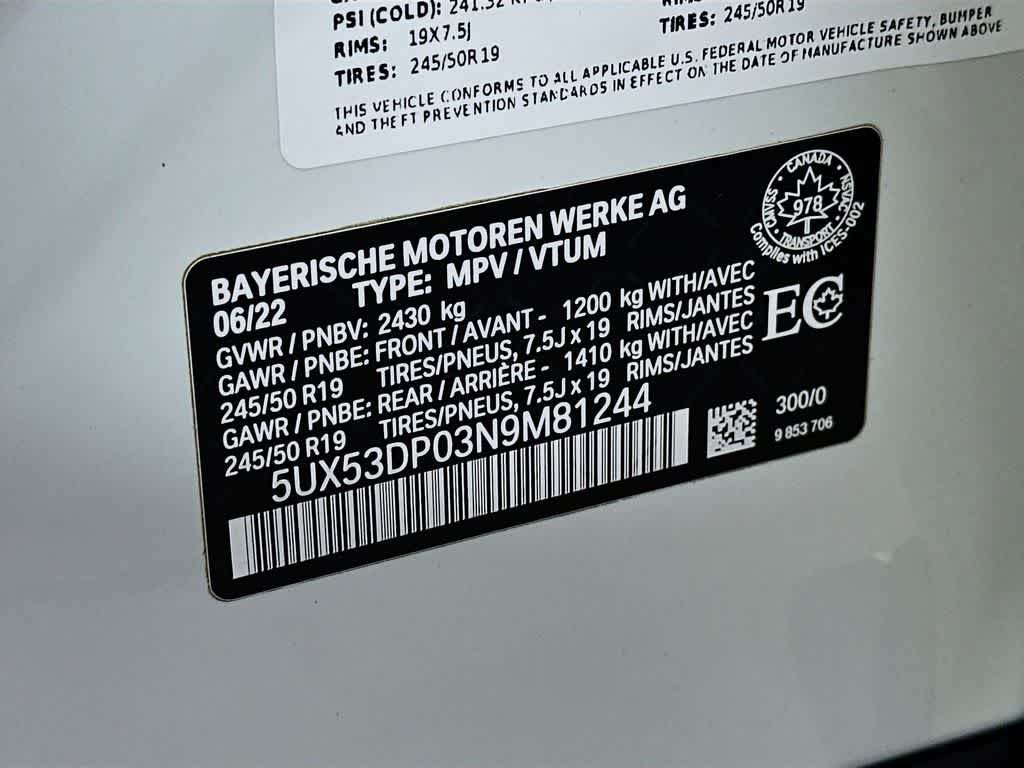 PSI (COLD): 241.32
RIMS: 19X7.5J
TIRES: 245/50R19
TIRES: 245/50R19
THIS VEHICLE CONFORMS TO ALL APPLICABLE U.S. FEDERAL MOTOR VEHICLE SAFETY, BUMPER
AND THEFT PREVENTION STANDARDS IN EFFECT ON THE DATE OF MANUFACTURE SHOWN ABOVE
BAYERISCHE MOTOREN WERKE AG
06/22 TYPE: MPV / VTUM
GVWR / PNBV: 2430 kg
GAWR / PNBE: FRONT / AVANT - 1200 kg WITH/AVEC
245/50 R19 TIRES/PNEUS, 7.5J x 19 RIMS/JANTES
GAWR / PNBE: REAR / ARRIÈRE - 1410 kg WITH/AVEC
245/50 R19 TIRES/PNEUS, 7.5J x 19 RIMS/JANTES
5UX53DP03N9M81244
CANADA
CMVSS 978 NSVAC
TRANSPORT
Complies with ICES-002
EC
300/0
9 853 706